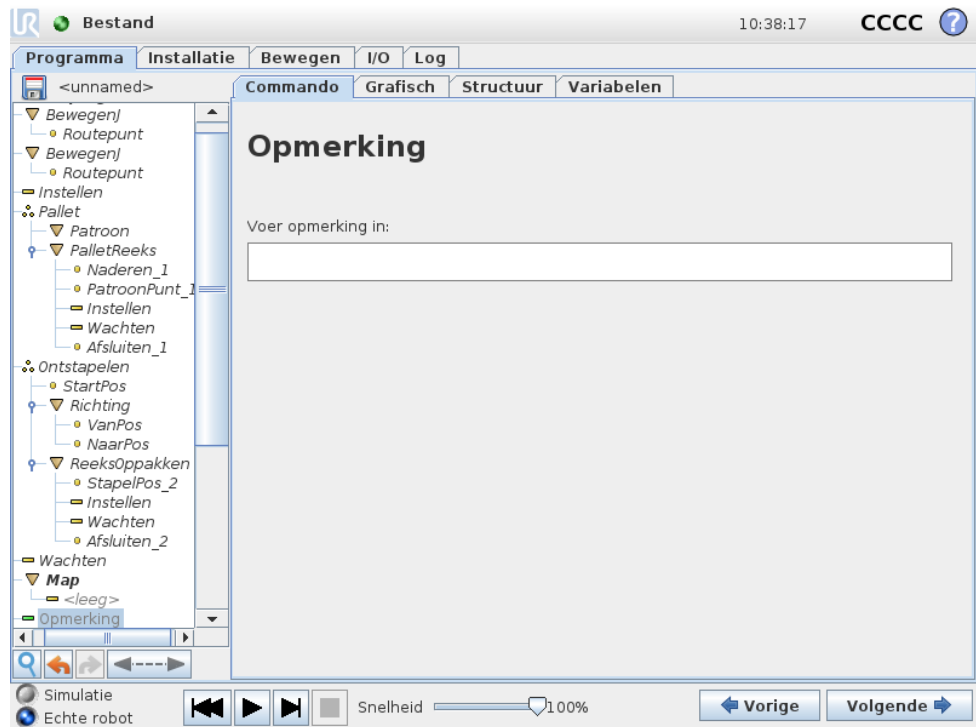 Bestand
10:38:17
CCCC
?
Programma
Installatie
Bewegen
I/O
Log
<unnamed>
Commando
Grafisch
Structuur
Variabelen
BewegenJ
Routepunt
BewegenJ
Routepunt
Instellen
Pallet
Patroon
PalletReeks
Naderen_1
PatroonPunt_1
Instellen
Wachten
Afsluiten_1
Ontstapelen
StartPos
Richting
VanPos
NaarPos
ReeksOppakken
StapelPos_2
Instellen
Wachten
Afsluiten_2
Wachten
Map
<leeg>
Opmerking
Opmerking
Voer opmerking in:
Simulatie
Echte robot
Snelheid
100%
Vorige
Volgende